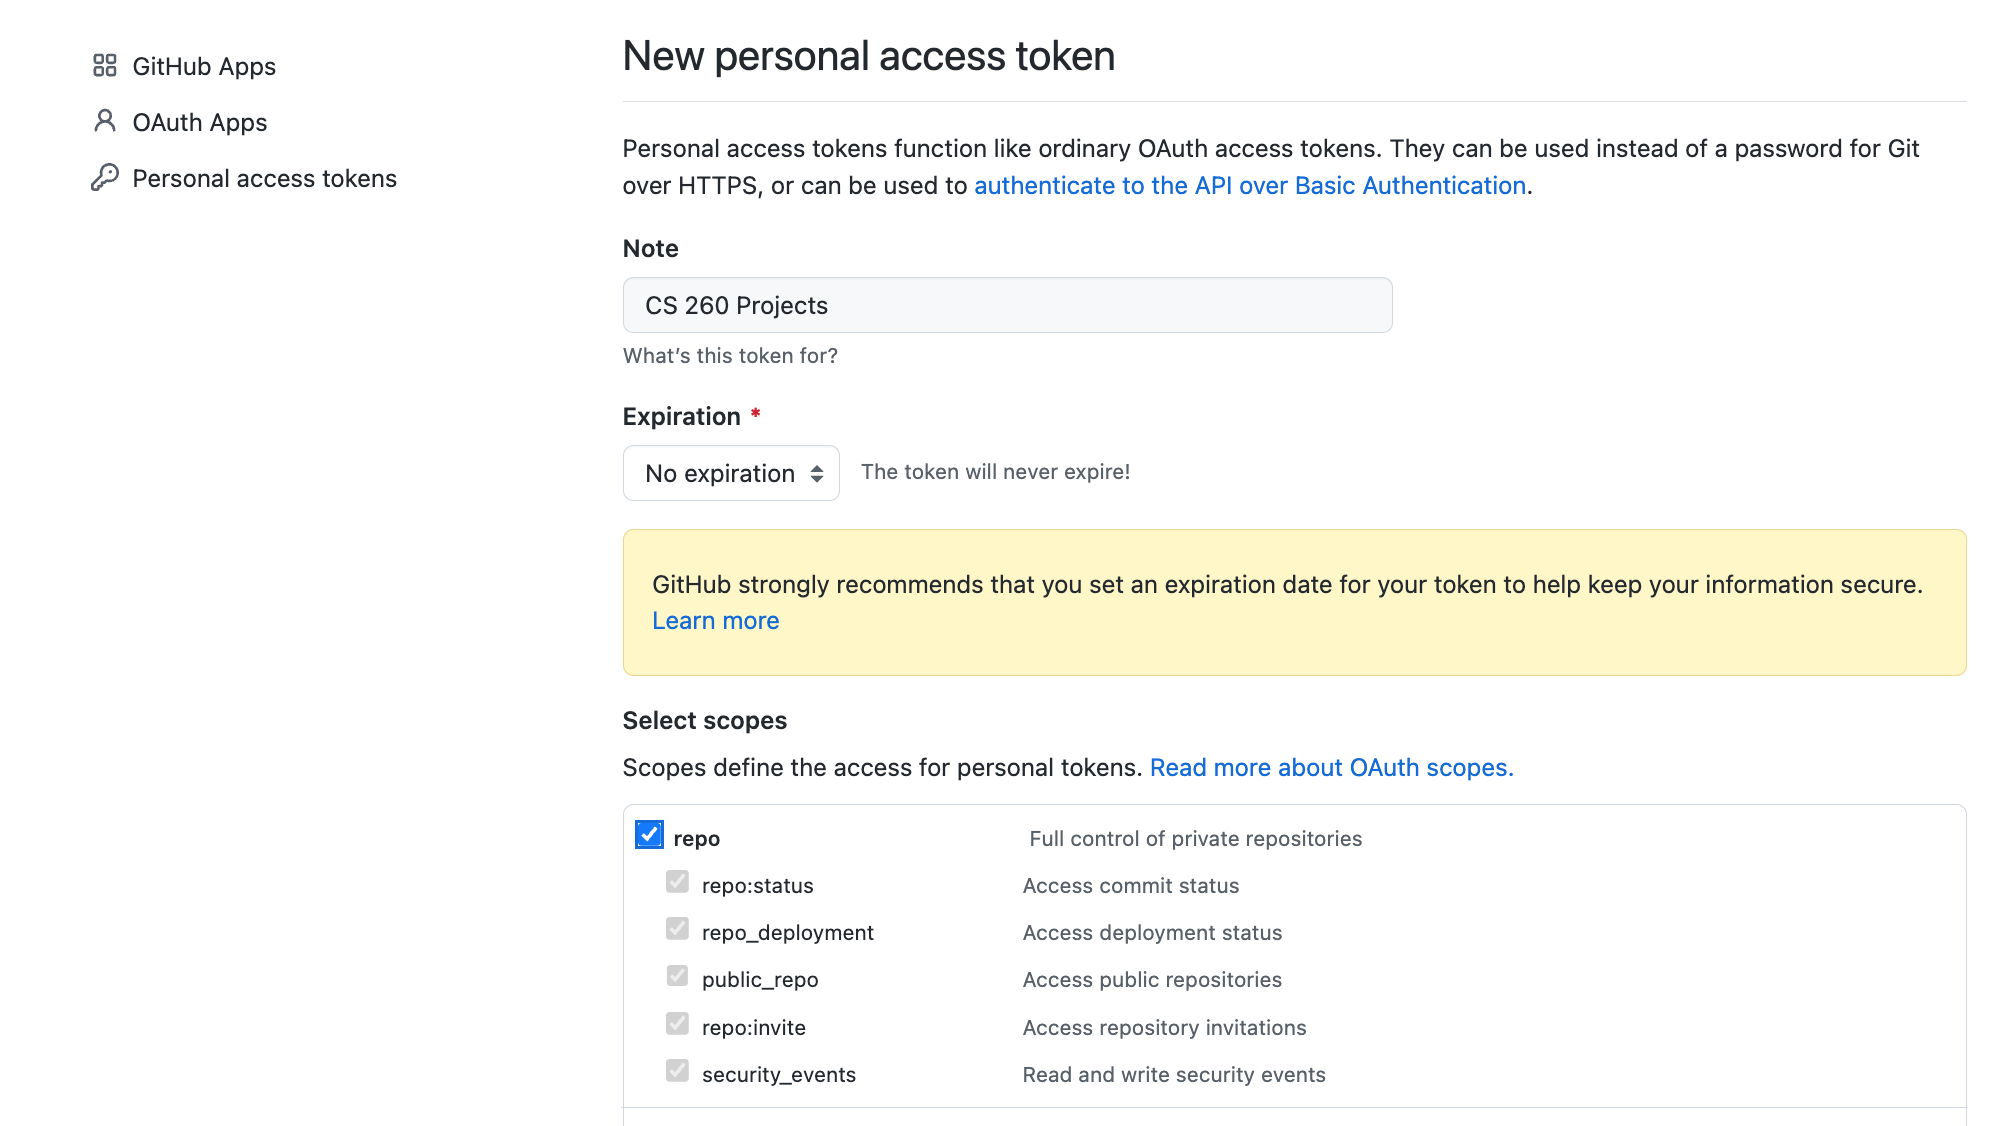 GitHub Apps
OAuth Apps
Personal access tokens
New personal access token
Personal access tokens function like ordinary OAuth access tokens. They can be used instead of a password for Git
over HTTPS, or can be used to authenticate to the API over Basic Authentication.
Note
CS 260 Projects
What’s this token for?
Expiration *
No expiration The token will never expire!
GitHub strongly recommends that you set an expiration date for your token to help keep your information secure.
Learn more
Select scopes
Scopes define the access for personal tokens. Read more about OAuth scopes.
repo Full control of private repositories
repo:status Access commit status
repo_deployment Access deployment status
public_repo Access public repositories
repo:invite Access repository invitations
security_events Read and write security events